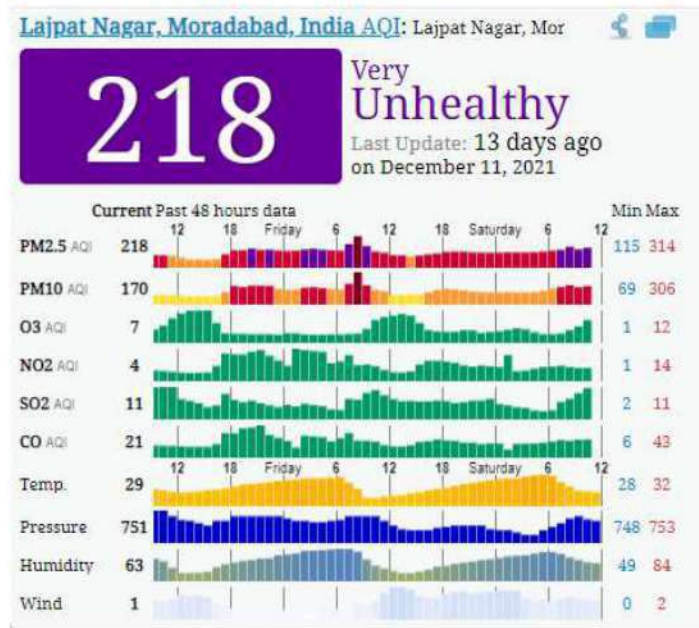 Lajpat Nagar, Moradabad, India AQI: Lajpat Nagar, Mor
218
Very
Unhealthy
Last Update: 13 days ago
on December 11, 2021
Current Past 48 hours data Min Max
12 18 Friday 6 12 18 Saturday 6 12
PM2.5 AQI 218 115 314
PM10 AQI 170 69 306
O3 AQI 7 1 12
NO2 AQI 4 1 14
SO2 AQI 11 2 11
CO AQI 21 6 43
12 18 Friday 6 12 18 Saturday 6 12
Temp. 29 28 32
Pressure 751 748 753
Humidity 63 49 84
Wind 1 0 2